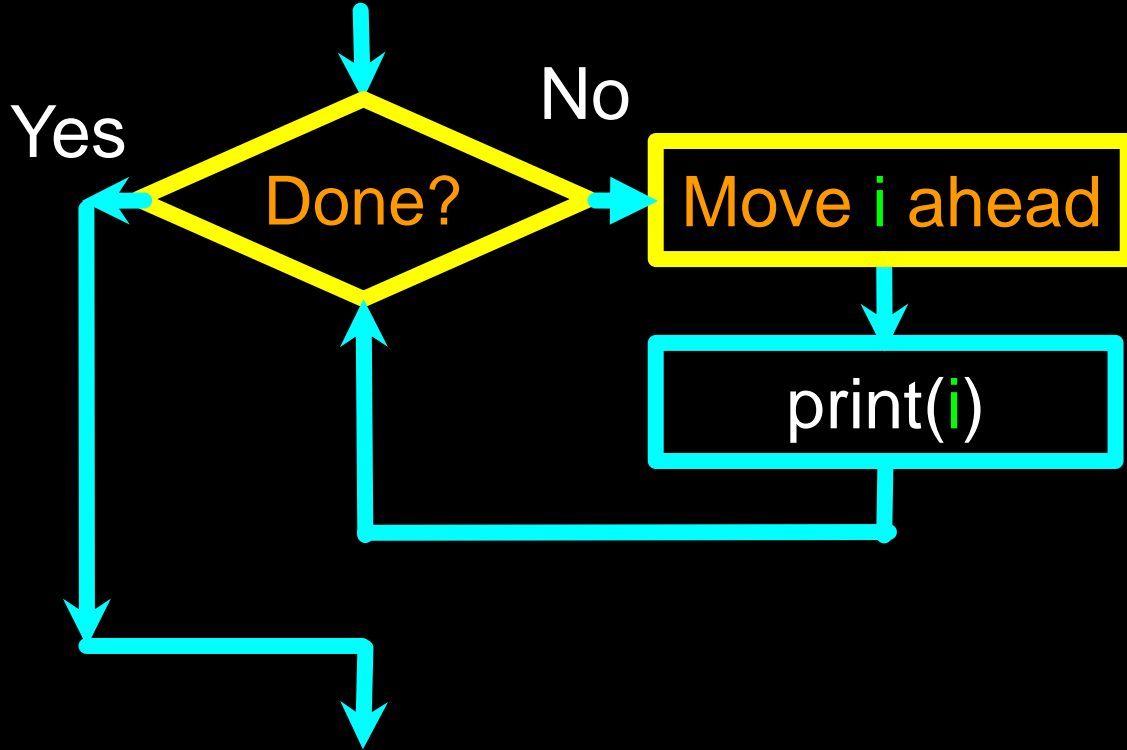 No
Yes
Done?
Move i ahead
print(i)